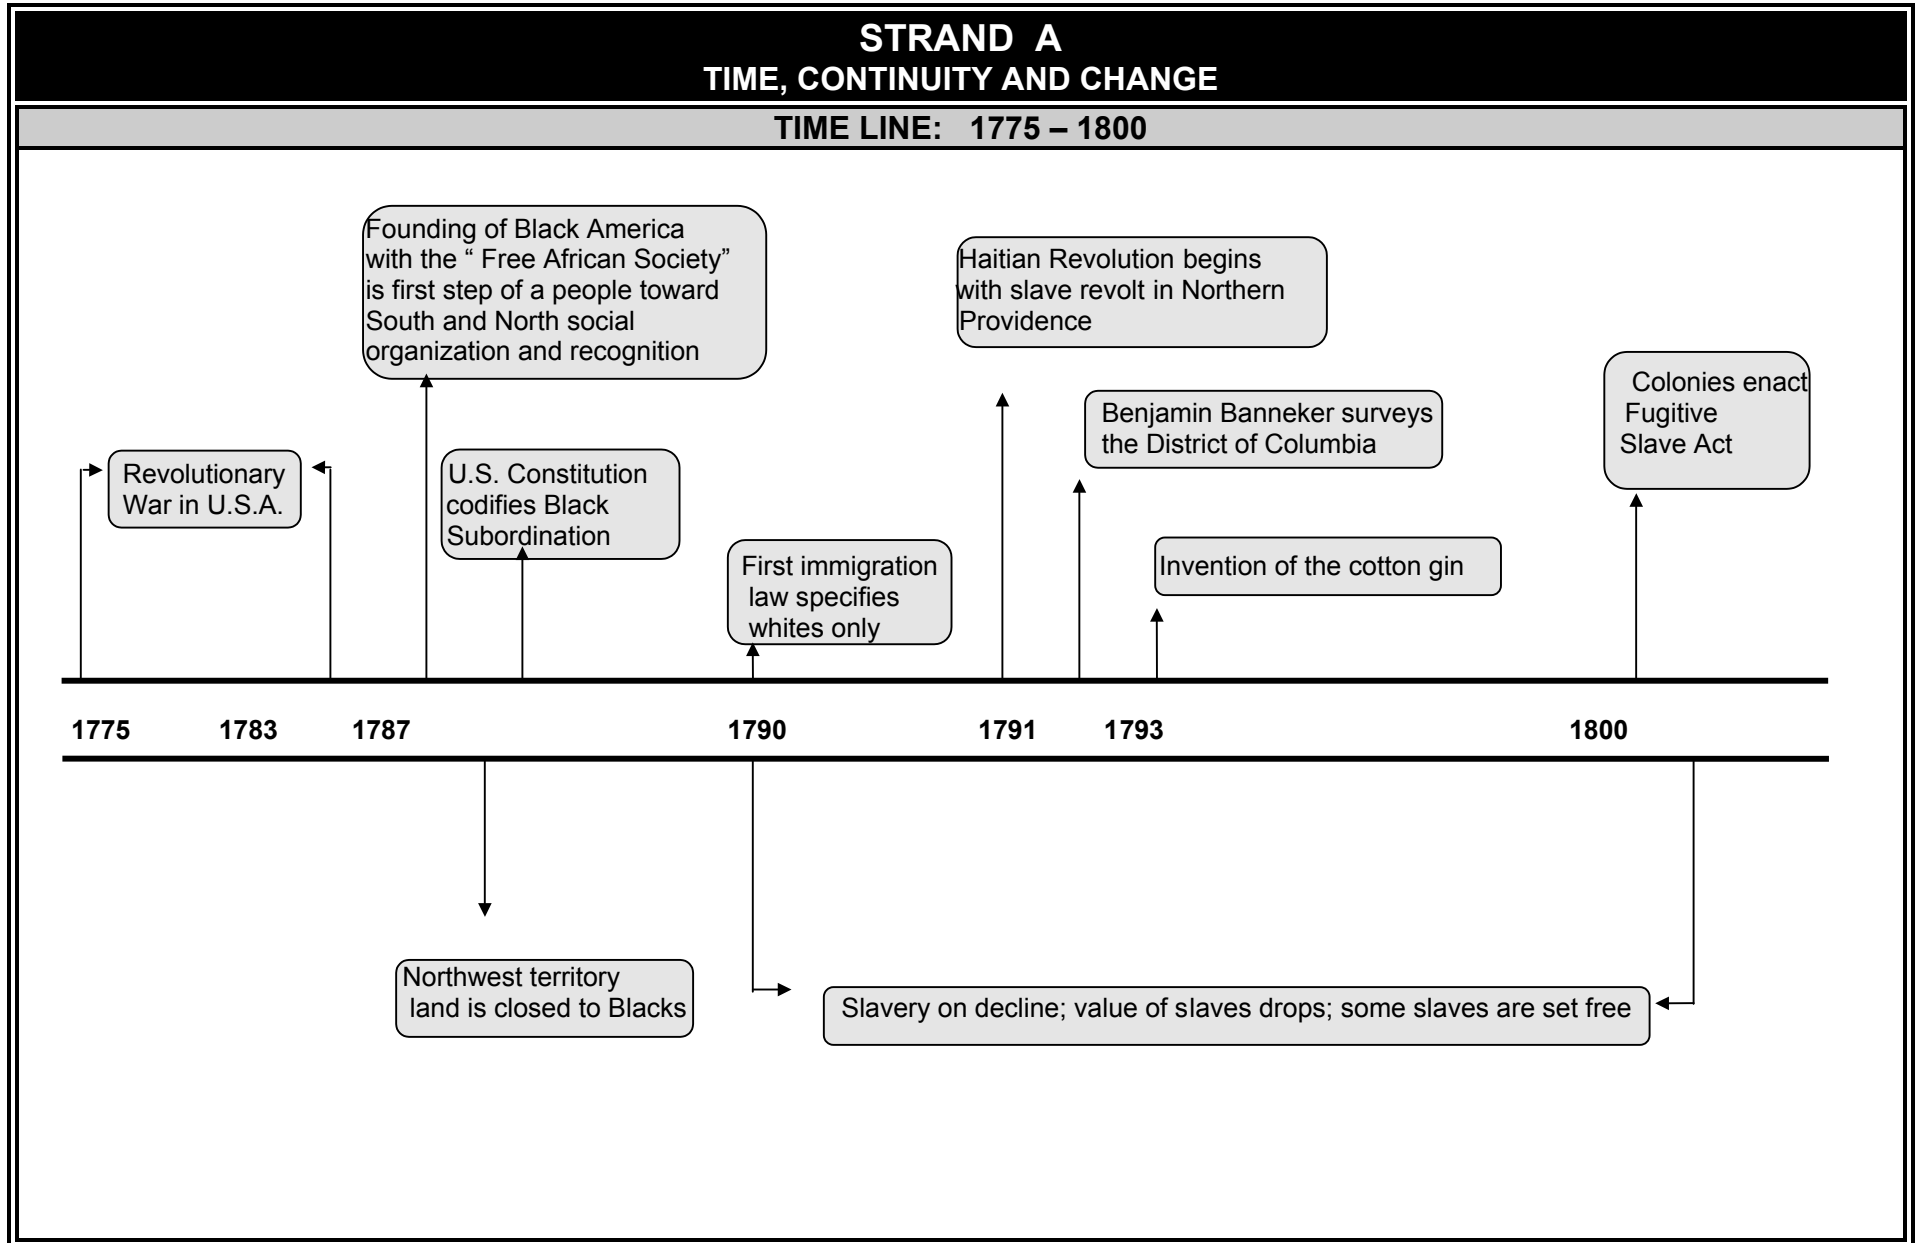 STRAND A
TIME, CONTINUITY AND CHANGE
TIME LINE: 1775 – 1800
Founding of Black America
with the “ Free African Society”
is first step of a people toward
South and North social
organization and recognition
Haitian Revolution begins
with slave revolt in Northern
Providence
Colonies enact
Fugitive
Slave Act
Benjamin Banneker surveys
the District of Columbia
Revolutionary
War in U.S.A.
U.S. Constitution
codifies Black
Subordination
First immigration
law specifies
whites only
Invention of the cotton gin
1775 1783 1787 1790 1791 1793 1800
Northwest territory
land is closed to Blacks
Slavery on decline; value of slaves drops; some slaves are set free